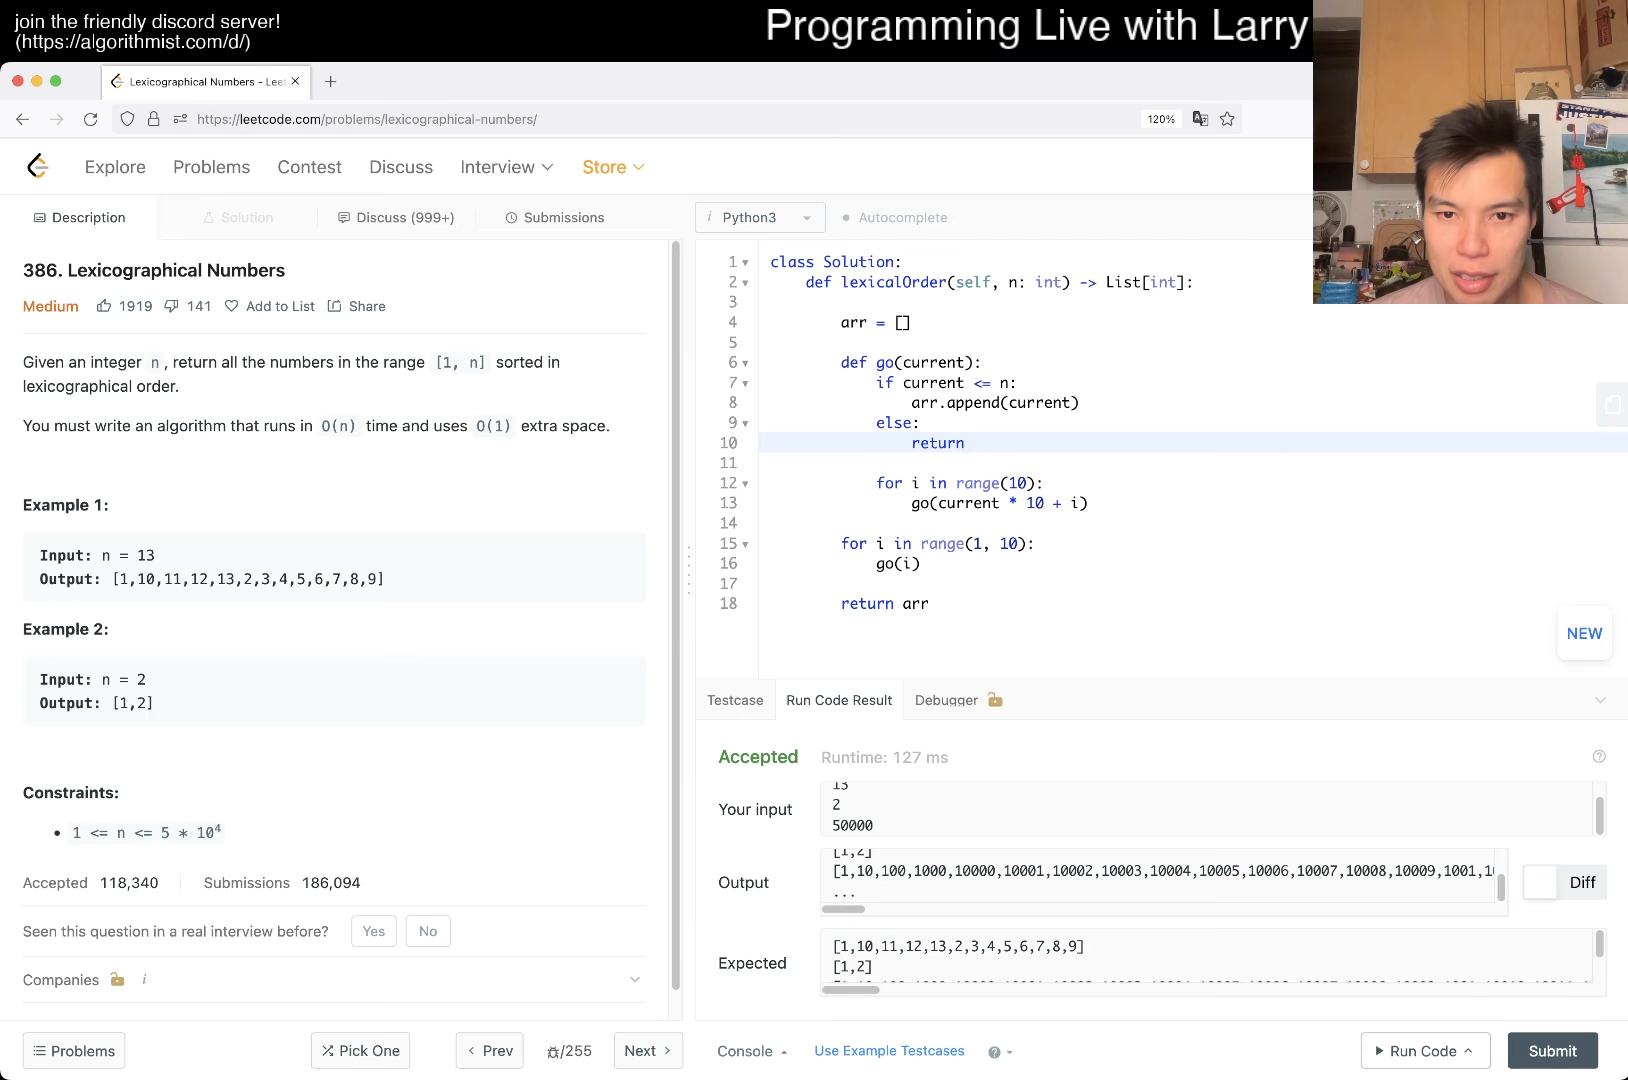 join the friendly discord server!
(https://algorithmist.com/d/)
Programming Live with Larry
Lexicographical Numbers - Leet
https://leetcode.com/problems/lexicographical-numbers/
120%
Explore Problems Contest Discuss Interview Store
Description Solution Discuss (999+) Submissions
386. Lexicographical Numbers
Medium 1919 141 Add to List Share
Given an integer n, return all the numbers in the range [1, n] sorted in
lexicographical order.
You must write an algorithm that runs in O(n) time and uses O(1) extra space.
Example 1:
Input: n = 13
Output: [1,10,11,12,13,2,3,4,5,6,7,8,9]
Example 2:
Input: n = 2
Output: [1,2]
Constraints:
• 1 <= n <= 5 * 10⁴
Accepted 118,340 Submissions 186,094
Seen this question in a real interview before? Yes No
Companies i
Problems Pick One Prev /255 Next
i Python3 Autocomplete
1 class Solution:
2 def lexicalOrder(self, n: int) -> List[int]:
3
4 arr = []
5
6 def go(current):
7 if current <= n:
8 arr.append(current)
9 else:
10 return
11
12 for i in range(10):
13 go(current * 10 + i)
14
15 for i in range(1, 10):
16 go(i)
17
18 return arr
NEW
Testcase Run Code Result Debugger
Accepted Runtime: 127 ms
Your input
13
2
50000
Output
[1,2]
[1,10,100,1000,10000,10001,10002,10003,10004,10005,10006,10007,10008,10009,1001,1
...
Diff
Expected
[1,10,11,12,13,2,3,4,5,6,7,8,9]
[1,2]
Console Use Example Testcases
Run Code Submit